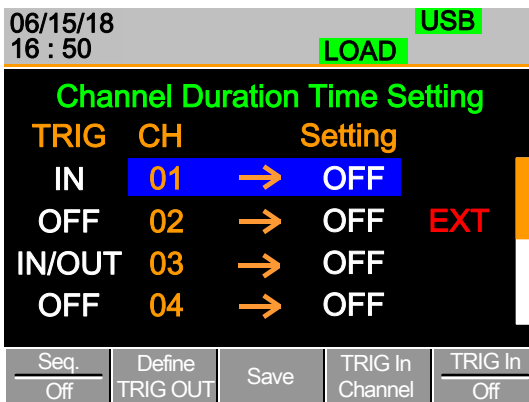 06/15/18 USB
16 : 50 LOAD
Channel Duration Time Setting
TRIG CH Setting
IN 01 → OFF
OFF 02 → OFF EXT
IN/OUT 03 → OFF
OFF 04 → OFF
Seq. Off
Define TRIG OUT
Save
TRIG In Channel
TRIG In Off